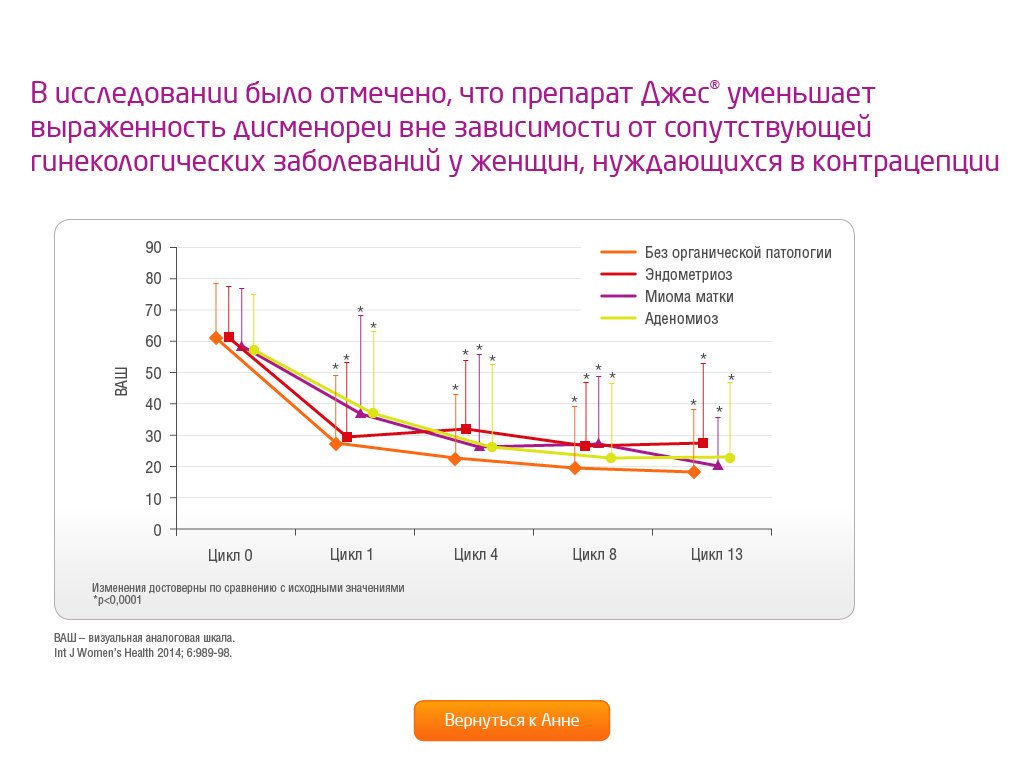 В исследовании было отмечено, что препарат Джес® уменьшает
выраженность дисменореи вне зависимости от сопутствующей
гинекологических заболеваний у женщин, нуждающихся в контрацепции
90
80
70
60
50
40
30
20
10
0
ВАШ
Без органической патологии
Эндометриоз
Миома матки
Аденомиоз
* * * *
* * * *
* * * *
* * * *
Цикл 0 Цикл 1 Цикл 4 Цикл 8 Цикл 13
Изменения достоверны по сравнению с исходными значениями
*p<0,0001
ВАШ – визуальная аналоговая шкала.
Int J Women's Health 2014; 6:989-98.
Вернуться к Анне